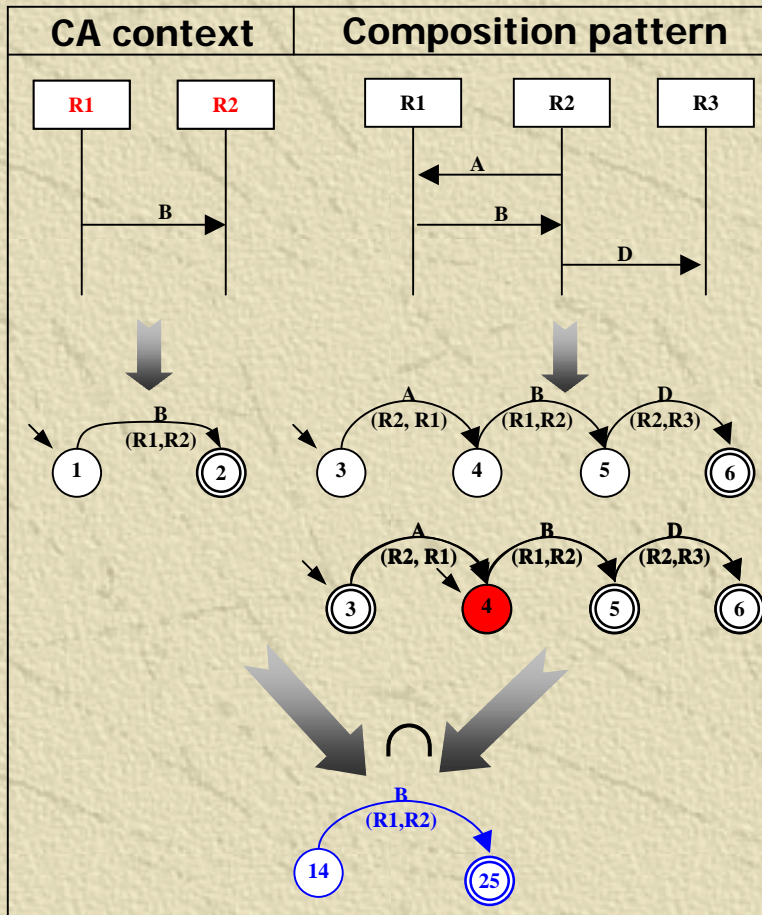 CA context
Composition pattern
R1
R2
R1
R2
R3
A
B
B
D
A
B
D
B
(R2, R1)
(R1,R2)
(R2,R3)
(R1,R2)
1
2
3
4
5
6
A
B
D
(R2, R1)
(R1,R2)
(R2,R3)
3
4
5
6
∩
B
(R1,R2)
14
25